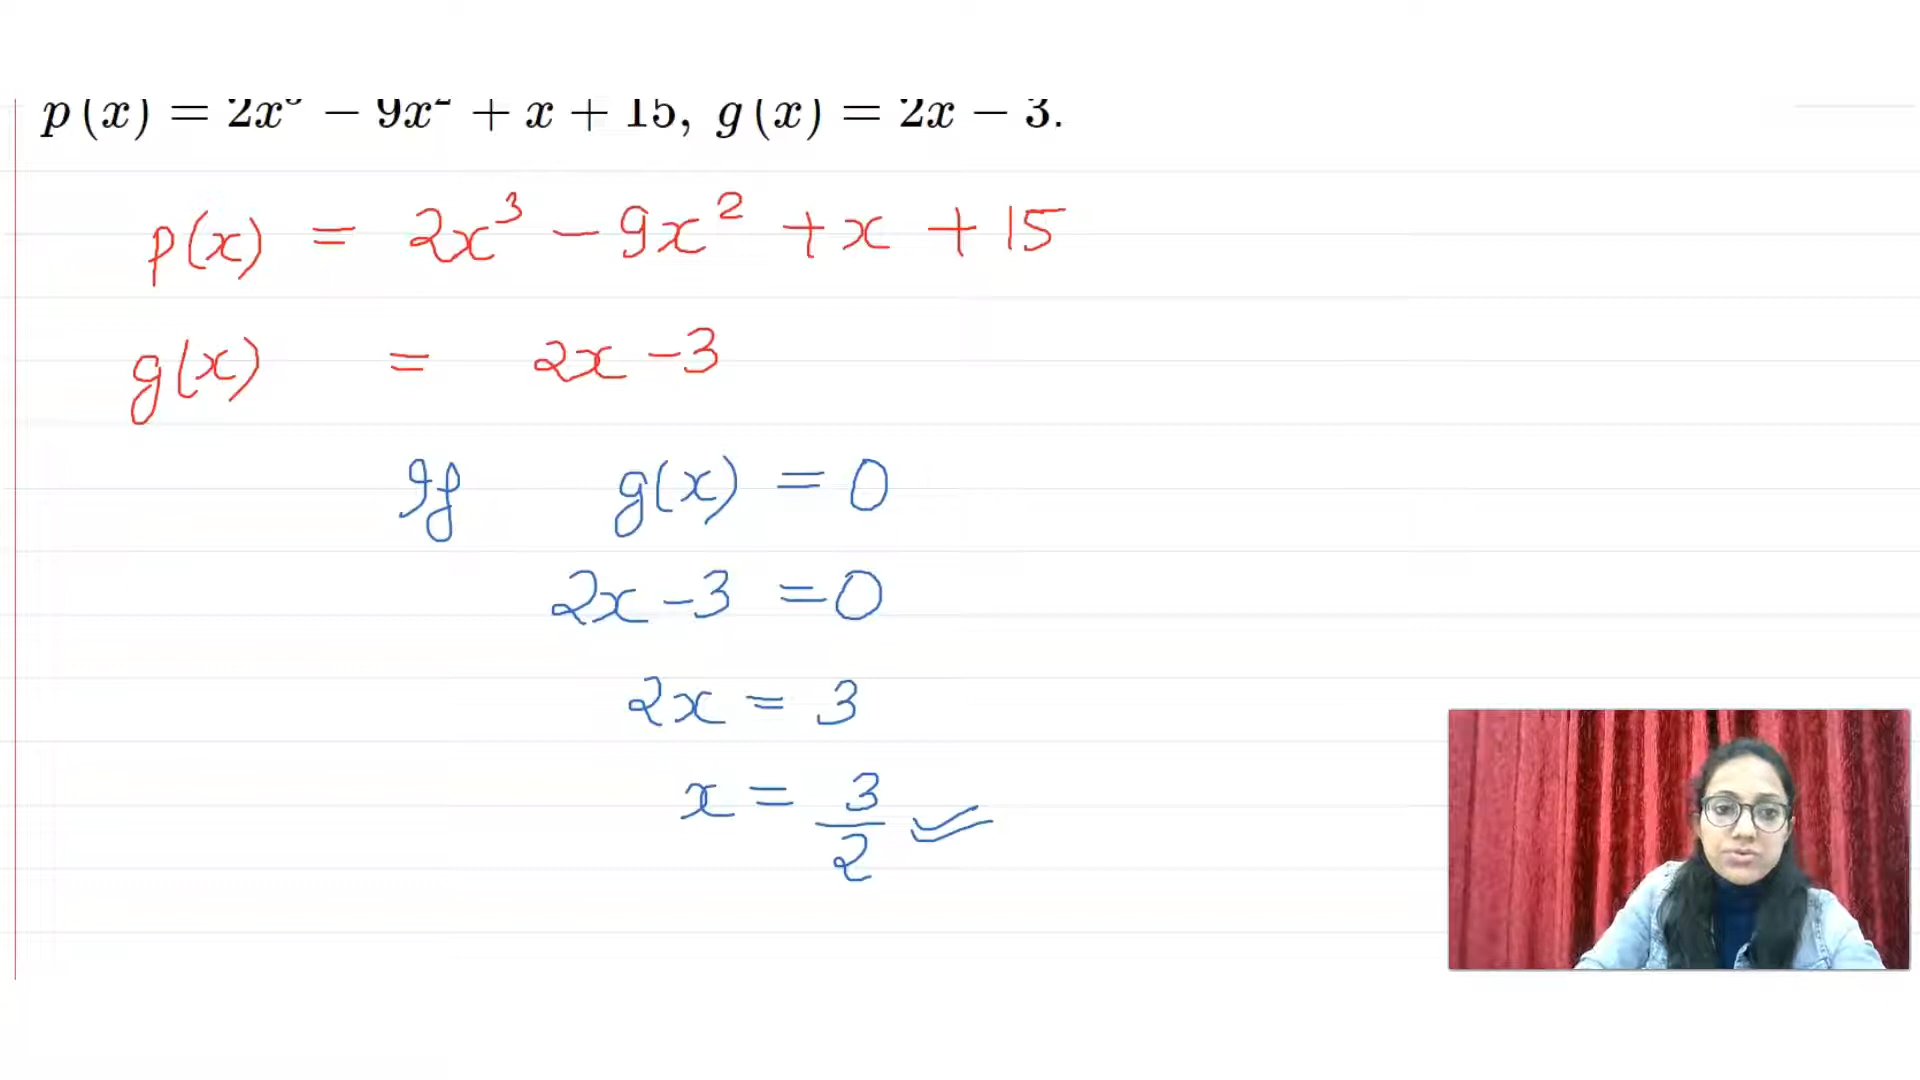 p (x) = 2x³ − 9x² + x + 15, g (x) = 2x − 3.
p(x) = 2x³ − 9x² + x + 15
g(x) = 2x − 3
If g(x) = 0
2x − 3 = 0
2x = 3
x = 3/2